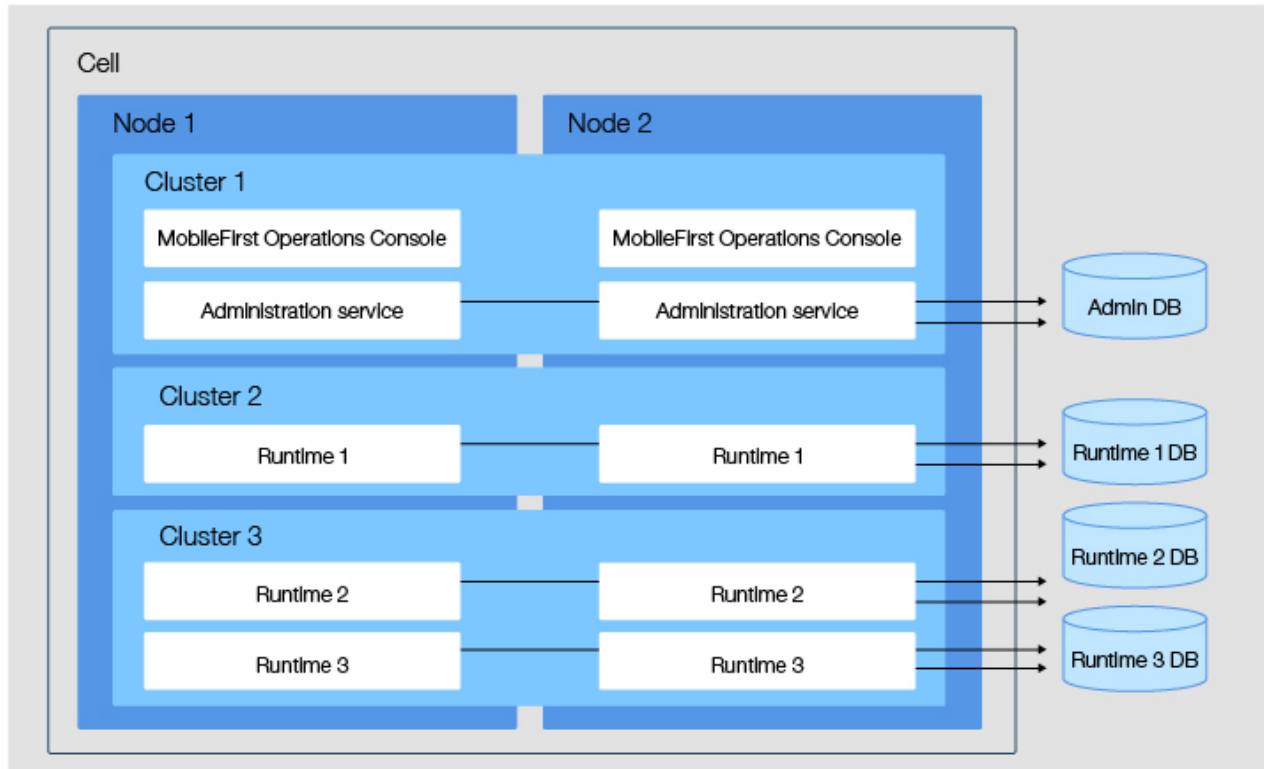 Cell
Node 1
Node 2
Cluster 1
MobileFirst Operations Console
MobileFirst Operations Console
Administration service
Administration service
Admin DB
Cluster 2
Runtime 1
Runtime 1
Runtime 1 DB
Cluster 3
Runtime 2
Runtime 2
Runtime 2 DB
Runtime 3
Runtime 3
Runtime 3 DB